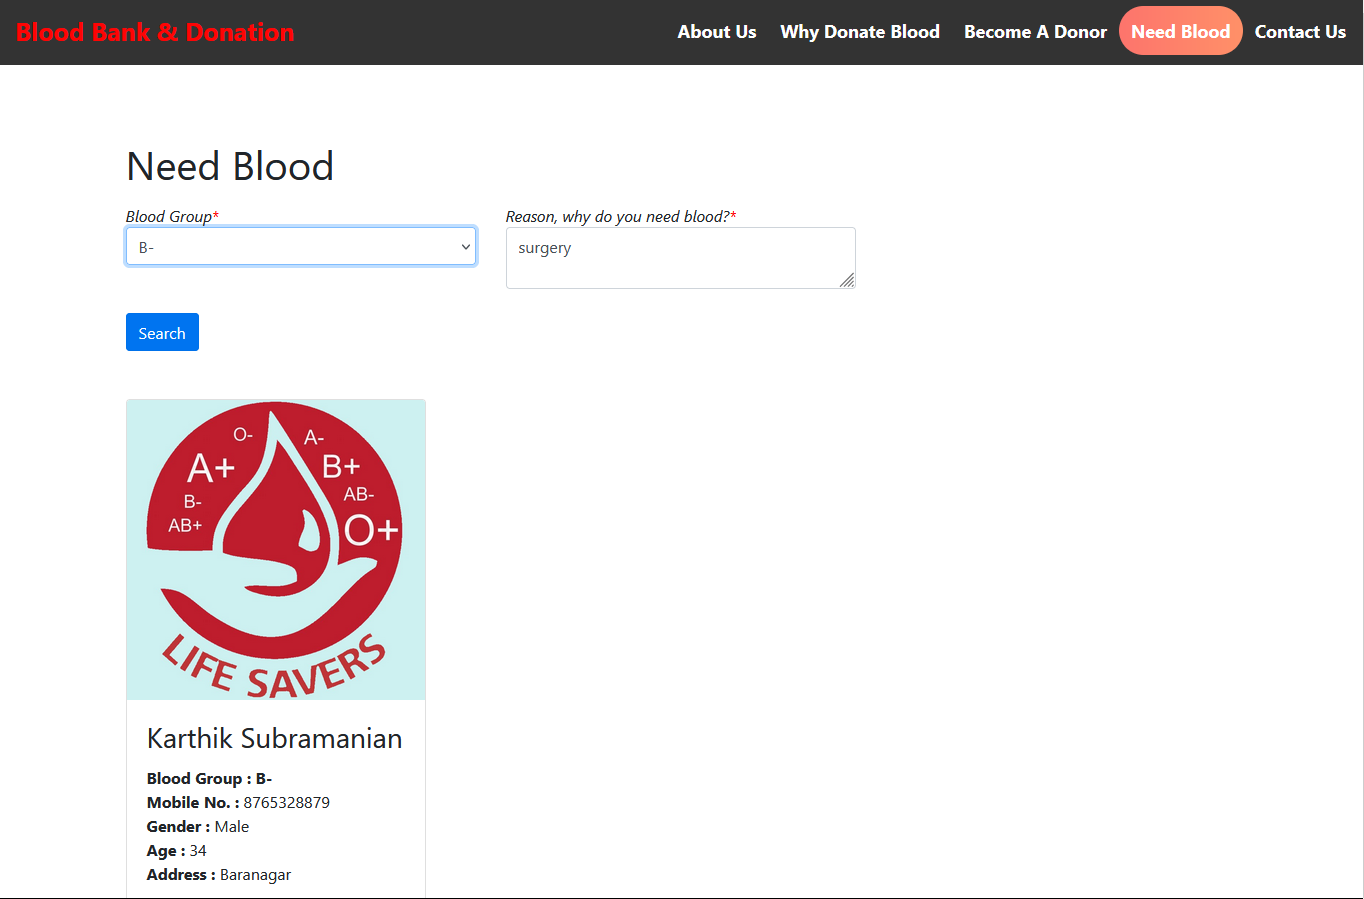 Blood Bank & Donation
About Us Why Donate Blood Become A Donor Need Blood Contact Us
Need Blood
Blood Group* Reason, why do you need blood?*
B- surgery
Search
O- A-
A+ B+
B- AB-
AB+ O+
LIFE SAVERS
Karthik Subramanian
Blood Group : B-
Mobile No. : 8765328879
Gender : Male
Age : 34
Address : Baranagar